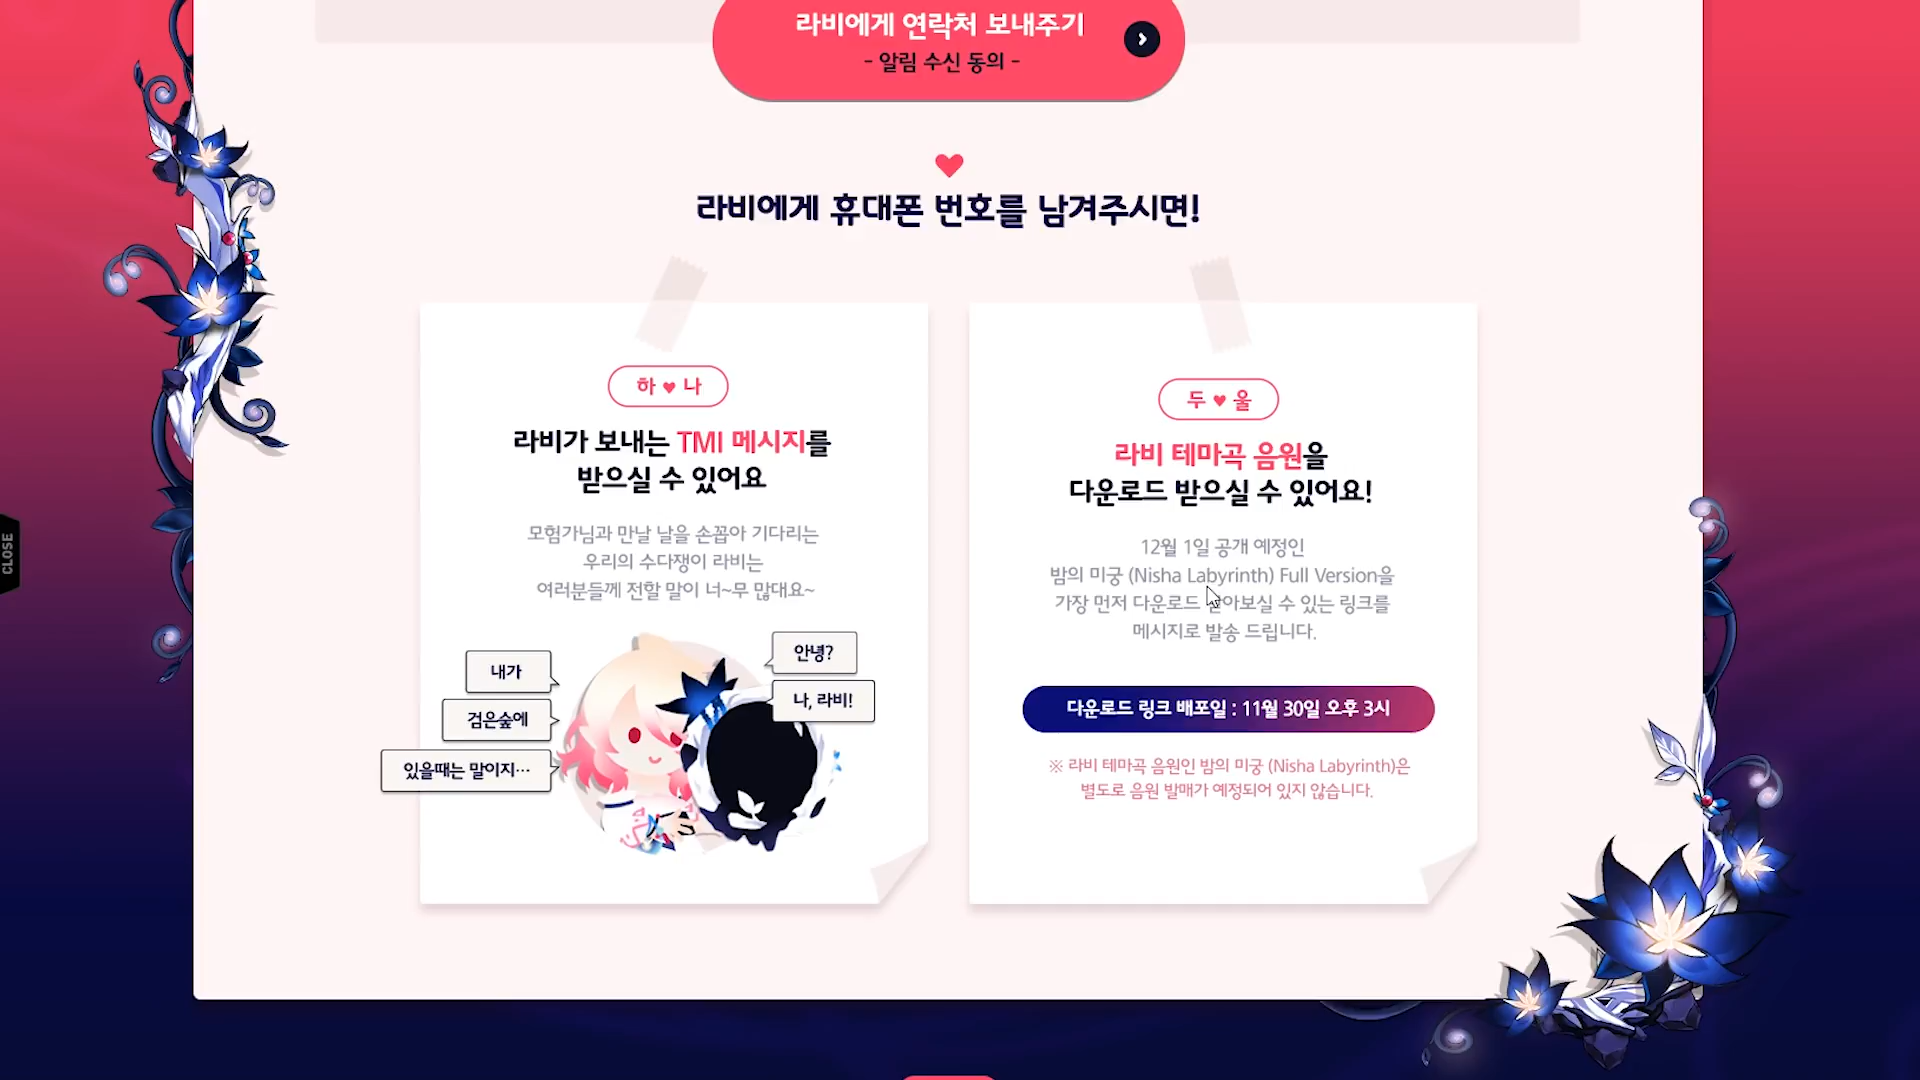 라비에게 연락처 보내주기
- 알림 수신 동의 -
라비에게 휴대폰 번호를 남겨주시면!
하♥나
라비가 보내는 TMI 메시지를
받으실 수 있어요
모험가님과 만날 날을 손꼽아 기다리는
우리의 수다쟁이 라비는
여러분들께 전할 말이 너~무 많대요~
안녕?
나, 라비!
내가
검은숲에
있을때는 말이지…
두♥울
라비 테마곡 음원을
다운로드 받으실 수 있어요!
12월 1일 공개 예정인
밤의 미궁 (Nisha Labyrinth) Full Version을
가장 먼저 다운로드 받아보실 수 있는 링크를
메시지로 발송 드립니다.
다운로드 링크 배포일 : 11월 30일 오후 3시
※ 라비 테마곡 음원인 밤의 미궁 (Nisha Labyrinth)은
별도로 음원 발매가 예정되어 있지 않습니다.
CLOSE